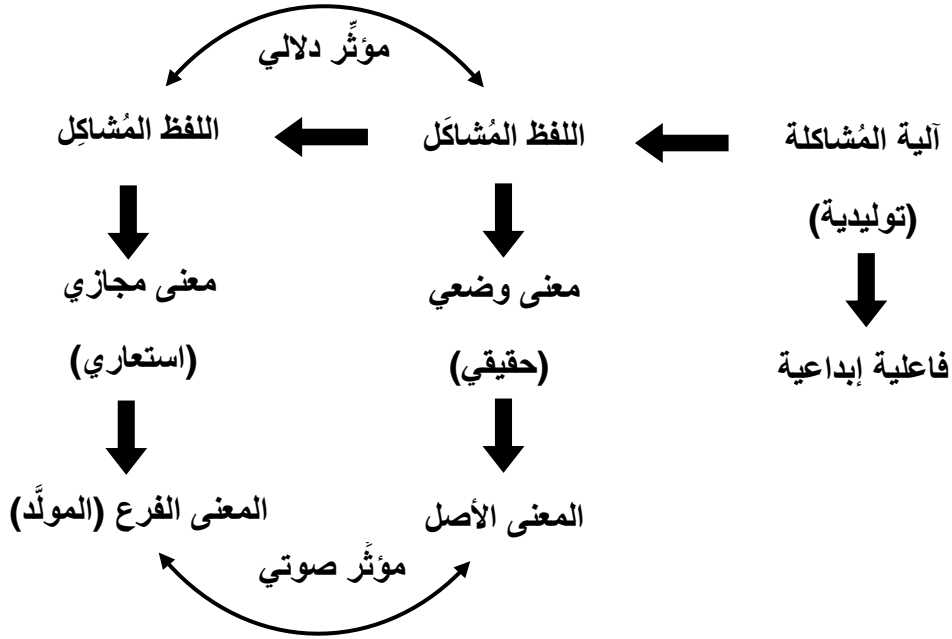 مؤثِّر دلالي
آلية المُشاكلة
اللفظ المُشاكَل
اللفظ المُشاكِل
(توليدية)
معنى وضعي
معنى مجازي
فاعلية إبداعية
(حقيقي)
(استعاري)
المعنى الأصل
المعنى الفرع (المولَّد)
مؤثِّر صوتي